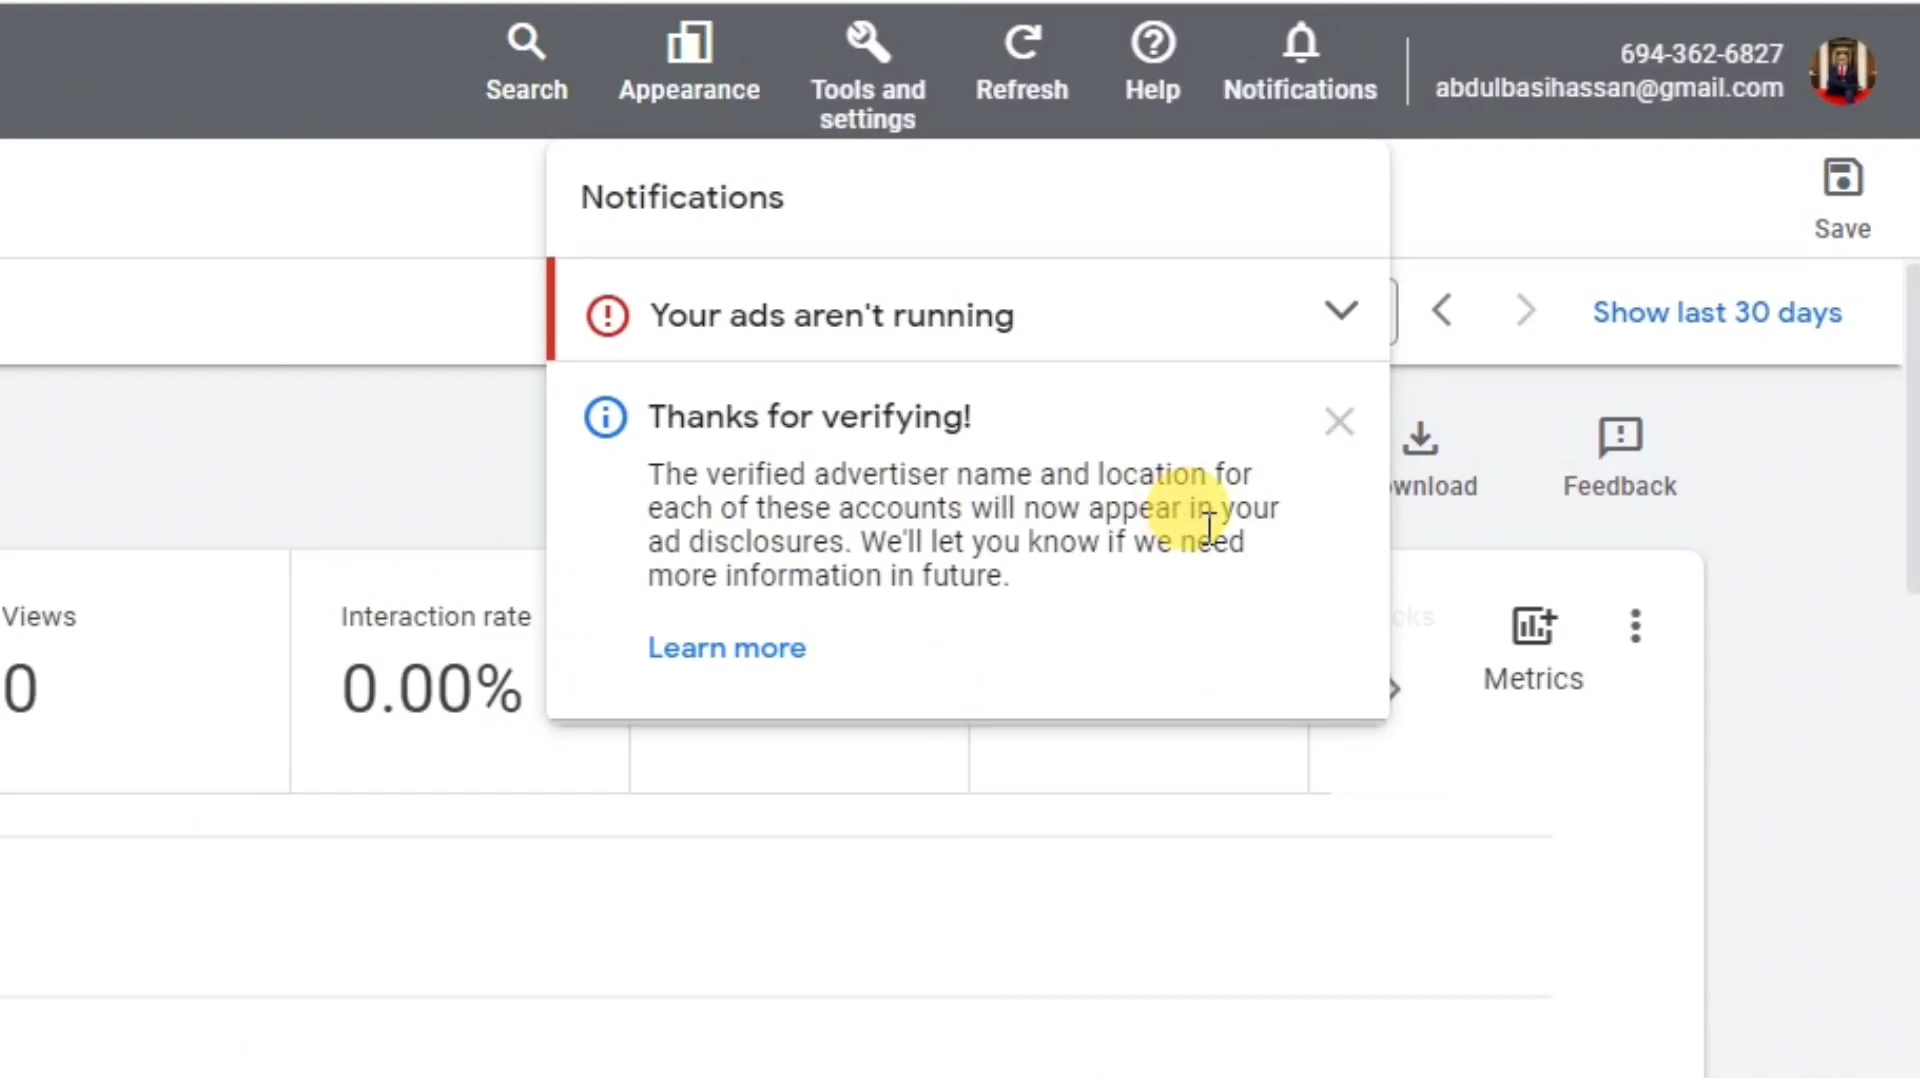 Search
Appearance
Tools and
settings
Refresh
Help
Notifications
694-362-6827
abdulbasihassan@gmail.com
Save
Notifications
Your ads aren't running
Show last 30 days
Thanks for verifying!
The verified advertiser name and location for
each of these accounts will now appear in your
ad disclosures. We'll let you know if we need
more information in future.
Learn more
wnload
Feedback
Views
0
Interaction rate
0.00%
cks
Metrics